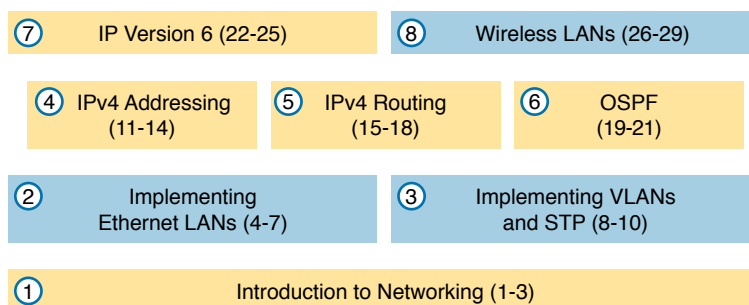 7 IP Version 6 (22-25)
8 Wireless LANs (26-29)
4 IPv4 Addressing
(11-14)
5 IPv4 Routing
(15-18)
6 OSPF
(19-21)
2 Implementing
Ethernet LANs (4-7)
3 Implementing VLANs
and STP (8-10)
1 Introduction to Networking (1-3)